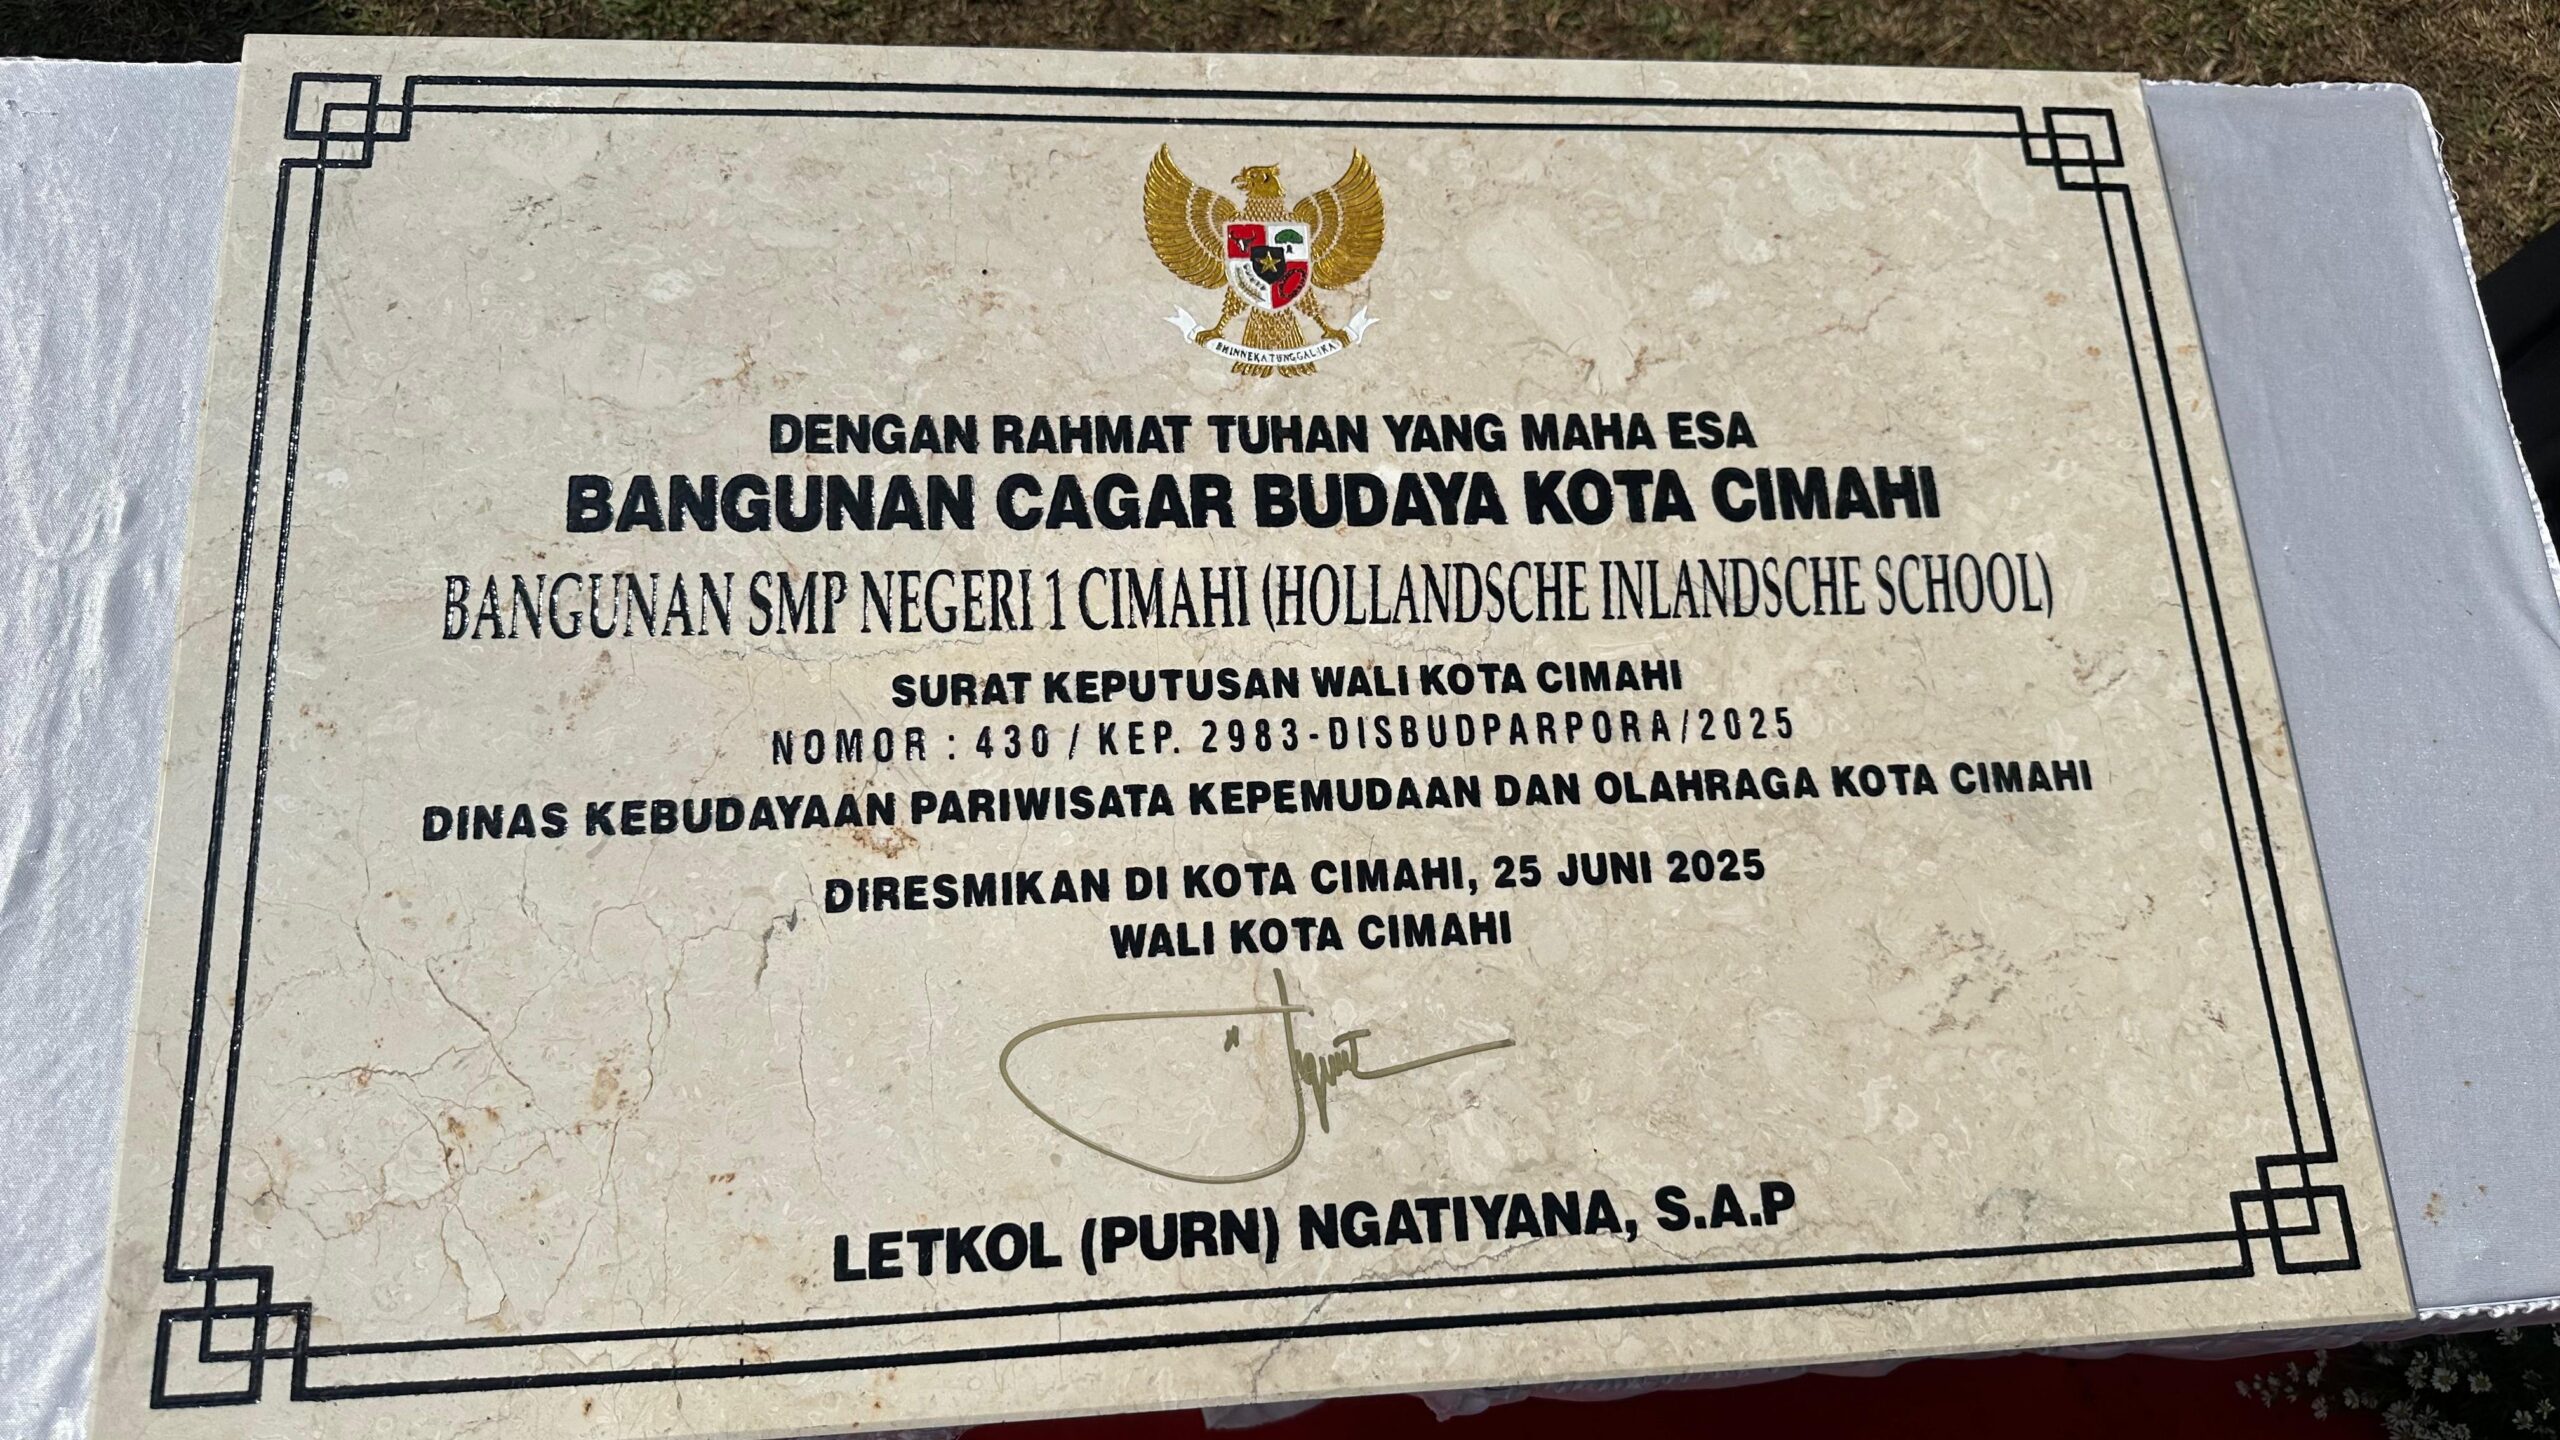 BHINNEKA TUNGGAL IKA
DENGAN RAHMAT TUHAN YANG MAHA ESA
BANGUNAN CAGAR BUDAYA KOTA CIMAHI
BANGUNAN SMP NEGERI 1 CIMAHI (HOLLANDSCHE INLANDSCHE SCHOOL)
SURAT KEPUTUSAN WALI KOTA CIMAHI
NOMOR : 430 / KEP. 2983-DISBUDPARPORA/2025
DINAS KEBUDAYAAN PARIWISATA KEPEMUDAAN DAN OLAHRAGA KOTA CIMAHI
DIRESMIKAN DI KOTA CIMAHI, 25 JUNI 2025
WALI KOTA CIMAHI
LETKOL (PURN) NGATIYANA, S.A.P